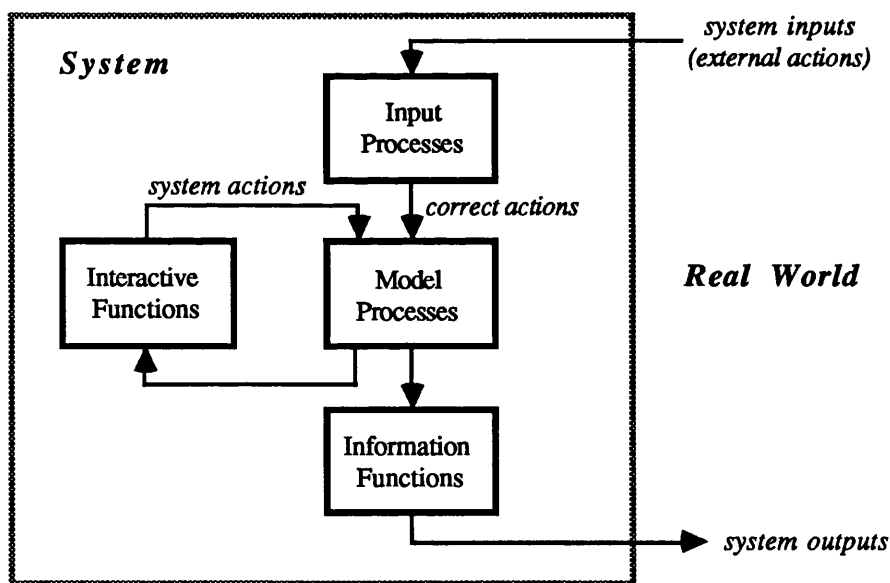 system inputs
(external actions)
System
Input
Processes
system actions
correct actions
Interactive
Functions
Model
Processes
Real World
Information
Functions
system outputs